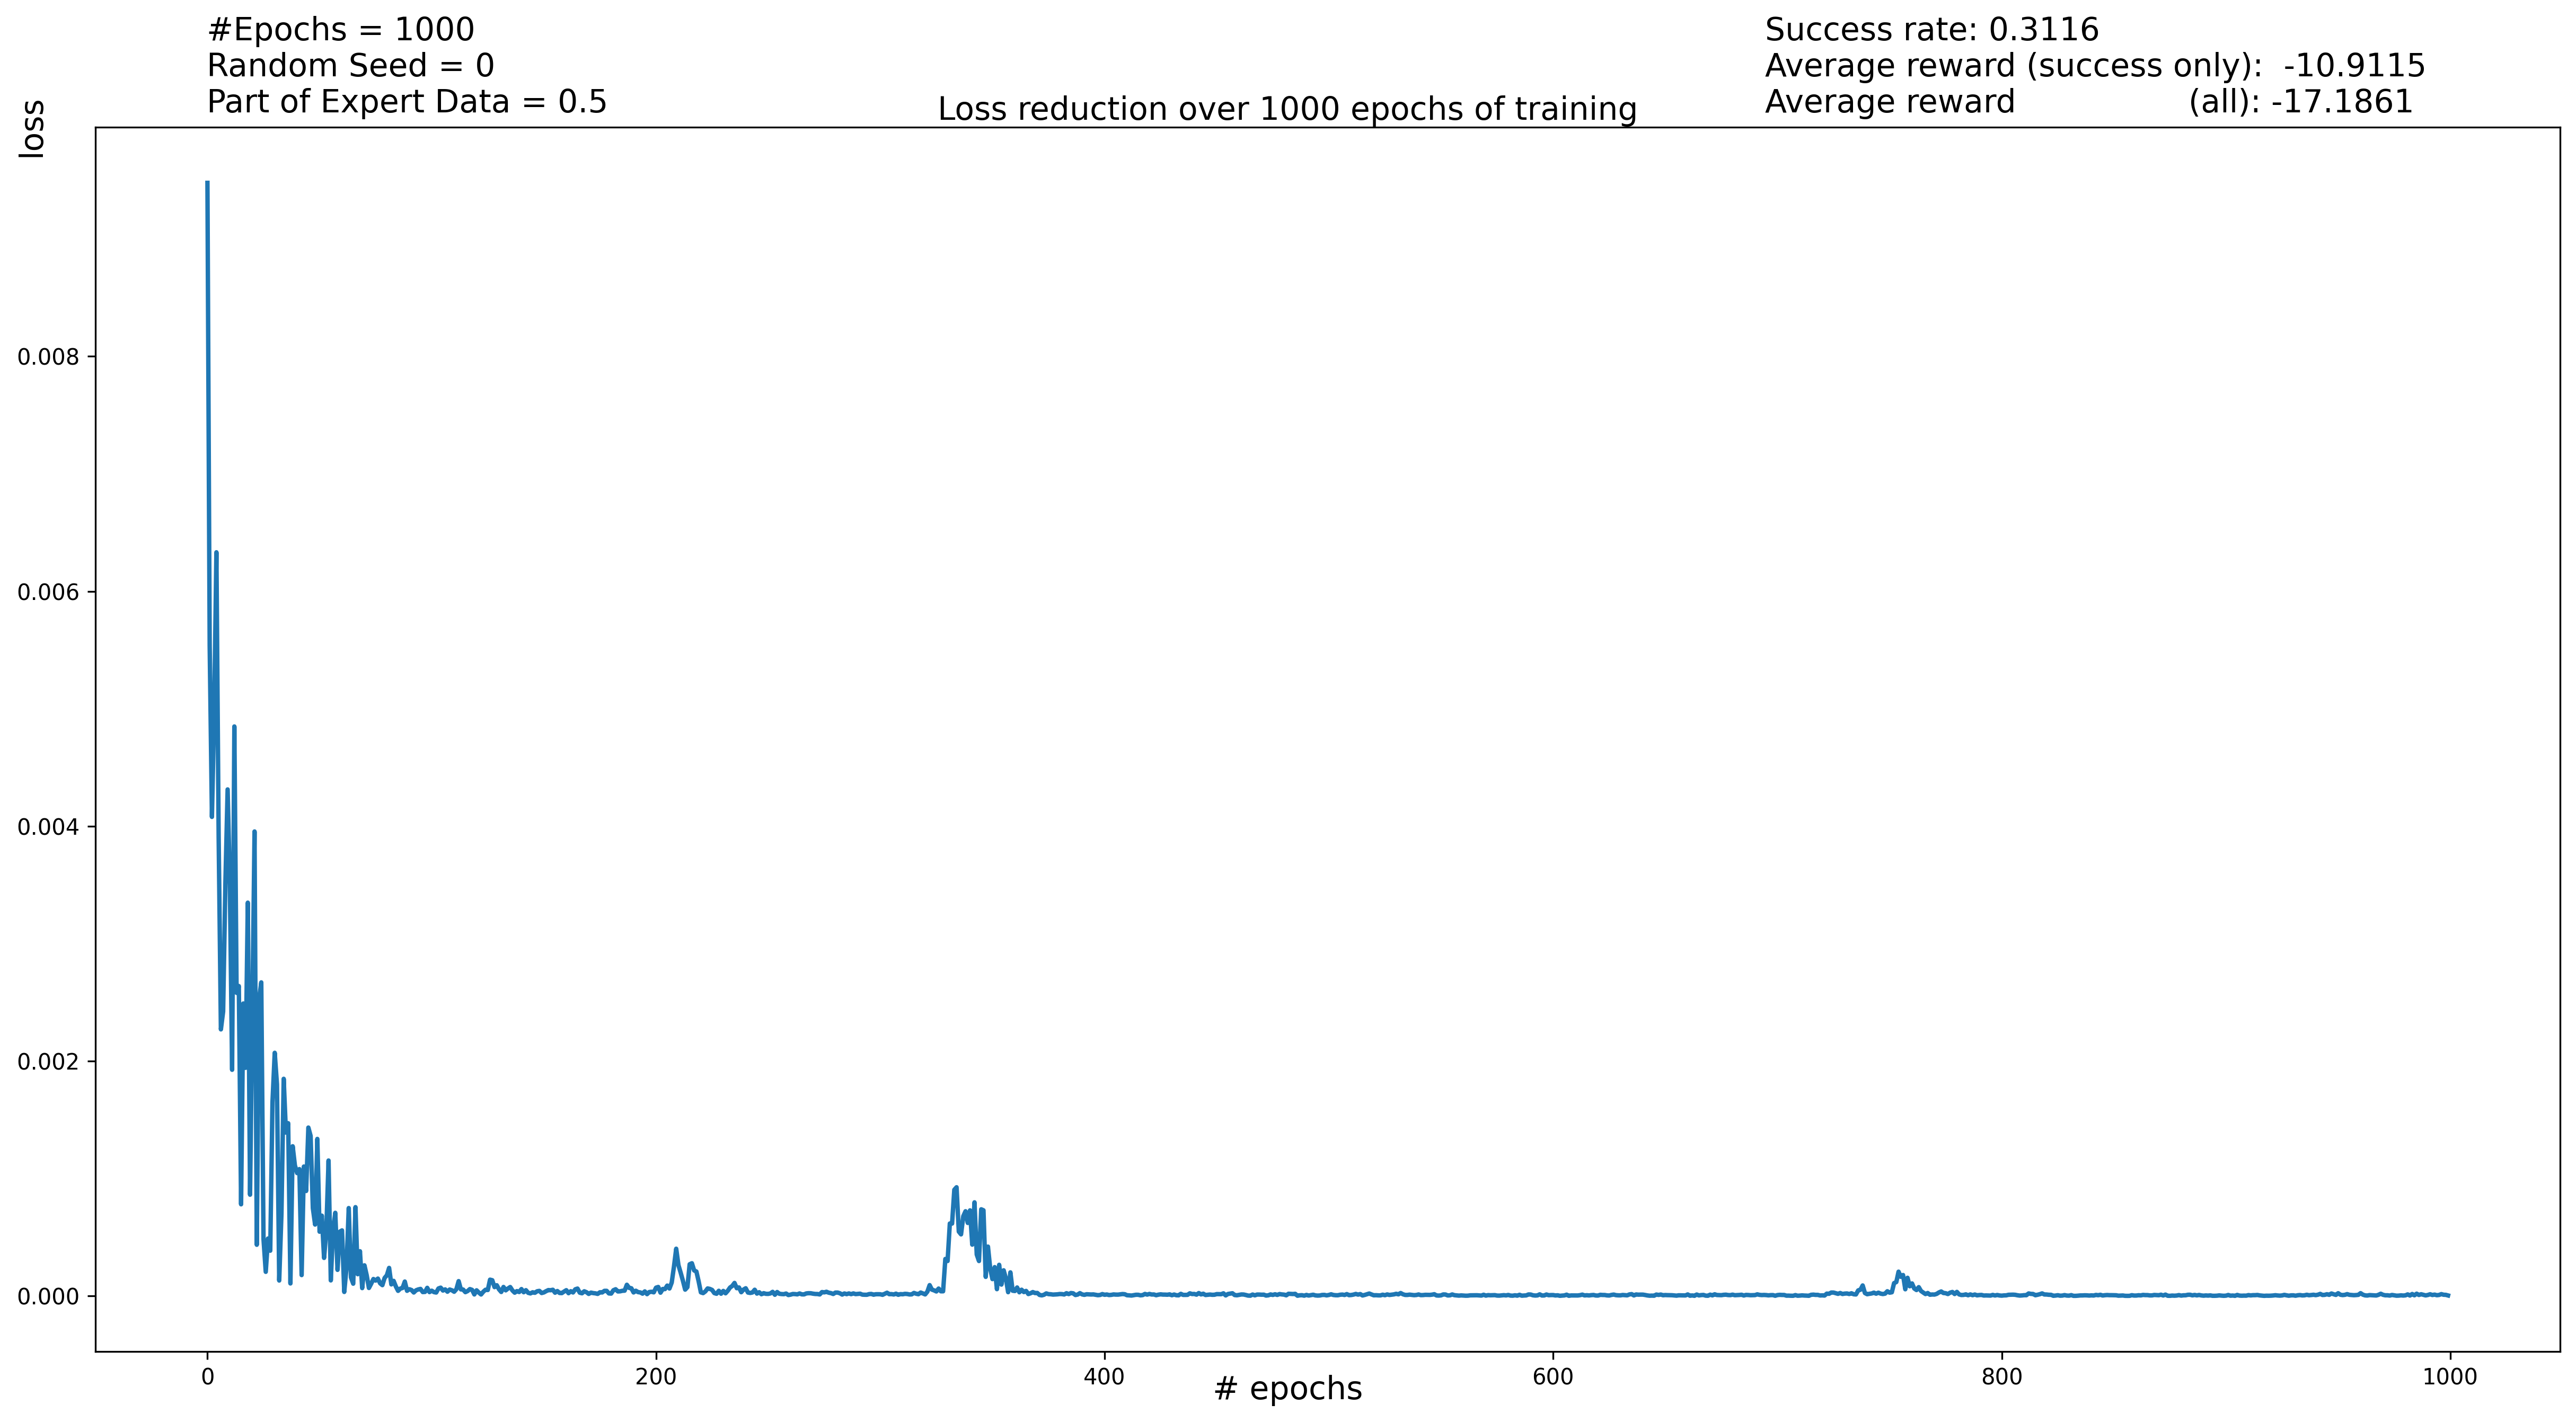 #Epochs = 1000
Random Seed = 0
Part of Expert Data = 0.5
Success rate: 0.3116
Average reward (success only):  -10.9115
Average reward                     (all): -17.1861
Loss reduction over 1000 epochs of training
loss
0.008
0.006
0.004
0.002
0.000
0
200
400
600
800
1000
# epochs